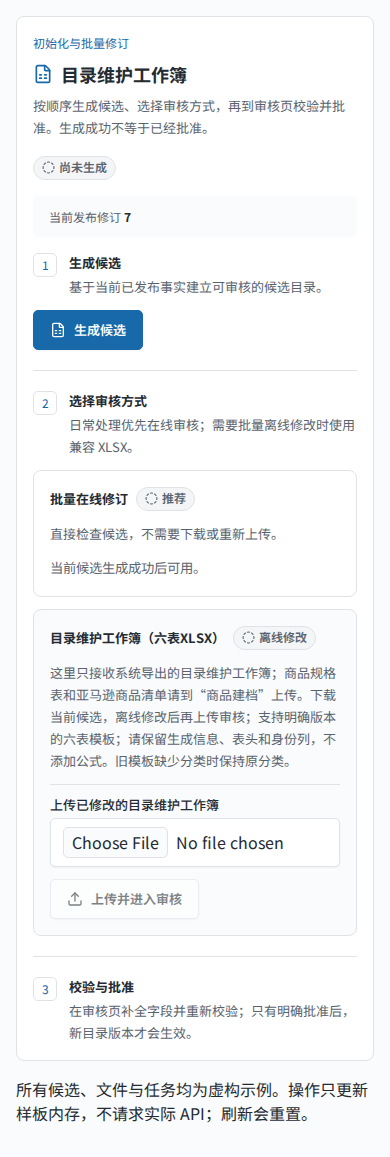 初始化与批量修订
目录维护工作簿
按顺序生成候选、选择审核方式，再到审核页校验并批
准。生成成功不等于已经批准。
尚未生成
当前发布修订 7
1 生成候选
基于当前已发布事实建立可审核的候选目录。
生成候选
2 选择审核方式
日常处理优先在线审核；需要批量离线修改时使用
兼容 XLSX。
批量在线修订 推荐
直接检查候选，不需要下载或重新上传。
当前候选生成成功后可用。
目录维护工作簿（六表XLSX） 离线修改
这里只接收系统导出的目录维护工作簿；商品规格
表和亚马逊商品清单请到“商品建档”上传。下载
当前候选，离线修改后再上传审核；支持明确版本
的六表模板；请保留生成信息、表头和身份列，不
添加公式。旧模板缺少分类时保持原分类。
上传已修改的目录维护工作簿
Choose File No file chosen
上传并进入审核
3 校验与批准
在审核页补全字段并重新校验；只有明确批准后，
新目录版本才会生效。
所有候选、文件与任务均为虚构示例。操作只更新
样板内存，不请求实际 API；刷新会重置。